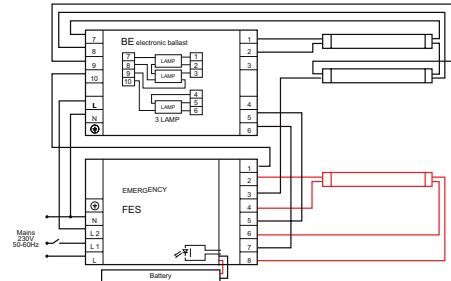 BE electronic ballast
7
8
9
10
L
N
7
8
9
10
LAMP
LAMP
LAMP
1
2
3
4
5
6
3 LAMP
1
2
3
4
5
6
EMERGENCY
FES
N
L 2
L 1
L
1
2
3
4
5
6
7
8
Mains
230V
50-60Hz
Battery